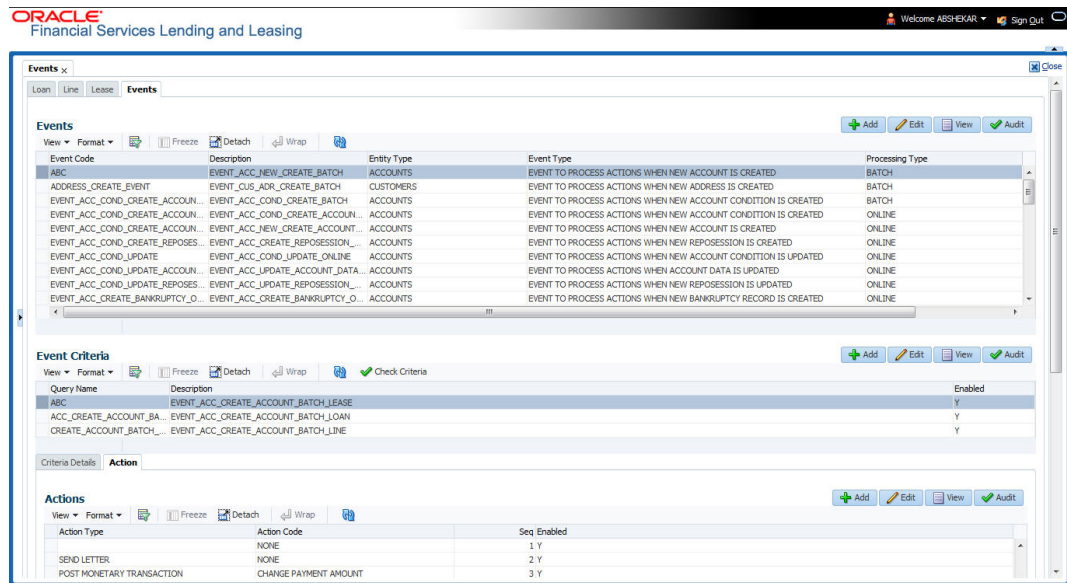 ORACLE
Financial Services Lending and Leasing
Welcome ABSHEKAR Sign Out
Events x
Close
Loan Line Lease Events
Events
Add Edit View Audit
View Format Freeze Detach Wrap
Event Code Description Entity Type Event Type Processing Type
ABC EVENT_ACC_NEW_CREATE_BATCH ACCOUNTS EVENT TO PROCESS ACTIONS WHEN NEW ACCOUNT IS CREATED BATCH
ADDRESS_CREATE_EVENT EVENT_CUS_ADR_CREATE_BATCH CUSTOMERS EVENT TO PROCESS ACTIONS WHEN NEW ADDRESS IS CREATED BATCH
EVENT_ACC_COND_CREATE_ACCOUN... EVENT_ACC_COND_CREATE_BATCH ACCOUNTS EVENT TO PROCESS ACTIONS WHEN NEW ACCOUNT CONDITION IS CREATED BATCH
EVENT_ACC_COND_CREATE_ACCOUN... EVENT_ACC_COND_CREATE_ACCOUN... ACCOUNTS EVENT TO PROCESS ACTIONS WHEN NEW ACCOUNT CONDITION IS CREATED ONLINE
EVENT_ACC_COND_CREATE_ACCOUN... EVENT_ACC_NEW_CREATE_ACCOUNT... ACCOUNTS EVENT TO PROCESS ACTIONS WHEN NEW ACCOUNT IS CREATED ONLINE
EVENT_ACC_COND_CREATE_REPOSES... EVENT_ACC_CREATE_REPOSESSION_... ACCOUNTS EVENT TO PROCESS ACTIONS WHEN NEW REPOSESSION IS CREATED ONLINE
EVENT_ACC_COND_UPDATE EVENT_ACC_COND_UPDATE_ONLINE ACCOUNTS EVENT TO PROCESS ACTIONS WHEN NEW ACCOUNT CONDITION IS UPDATED ONLINE
EVENT_ACC_COND_UPDATE_ACCOUN... EVENT_ACC_UPDATE_ACCOUNT_DATA... ACCOUNTS EVENT TO PROCESS ACTIONS WHEN ACCOUNT DATA IS UPDATED ONLINE
EVENT_ACC_COND_UPDATE_REPOSES... EVENT_ACC_UPDATE_REPOSESSION_... ACCOUNTS EVENT TO PROCESS ACTIONS WHEN NEW REPOSESSION IS UPDATED ONLINE
EVENT_ACC_CREATE_BANKRUPTCY_O... EVENT_ACC_CREATE_BANKRUPTCY_O... ACCOUNTS EVENT TO PROCESS ACTIONS WHEN NEW BANKRUPTCY RECORD IS CREATED ONLINE
Event Criteria
Add Edit View Audit
View Format Freeze Detach Wrap Check Criteria
Query Name Description Enabled
ABC EVENT_ACC_CREATE_ACCOUNT_BATCH_LEASE Y
ACC_CREATE_ACCOUNT_BA... EVENT_ACC_CREATE_ACCOUNT_BATCH_LOAN Y
CREATE_ACCOUNT_BATCH_... EVENT_ACC_CREATE_ACCOUNT_BATCH_LINE Y
Criteria Details Action
Actions
Add Edit View Audit
View Format Freeze Detach Wrap
Action Type Action Code Seq Enabled
NONE 1 Y
SEND LETTER NONE 2 Y
POST MONETARY TRANSACTION CHANGE PAYMENT AMOUNT 3 Y